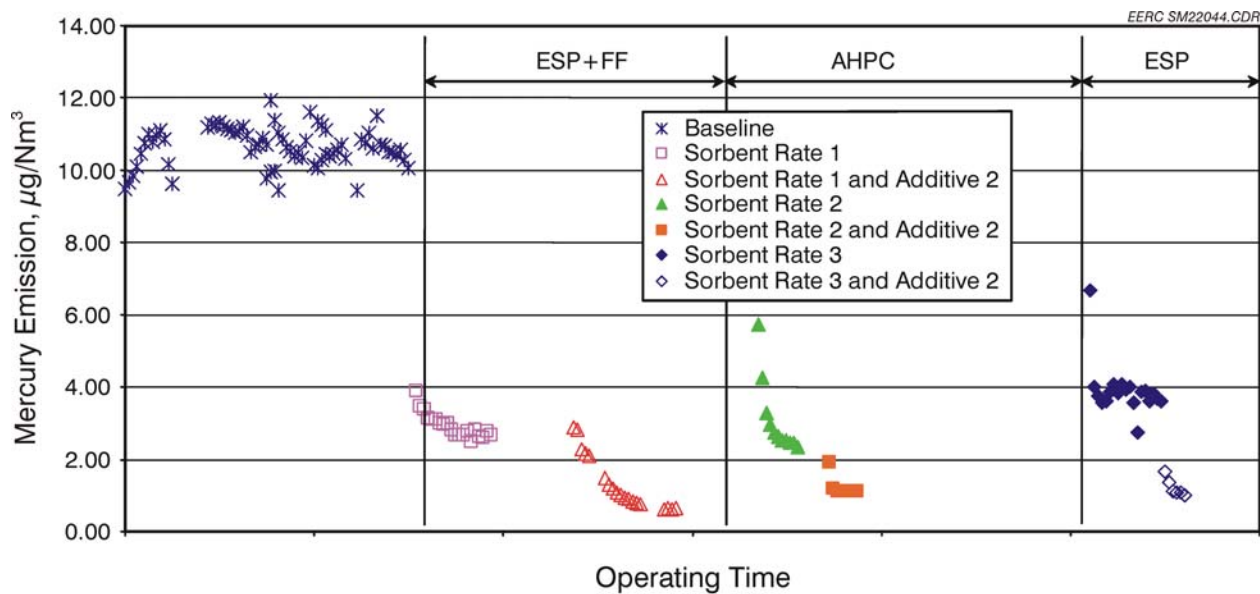 EERC SM22044.CDR
14.00
12.00
10.00
8.00
6.00
4.00
2.00
0.00
Mercury Emission, µg/Nm³
ESP+FF
AHPC
ESP
Baseline
Sorbent Rate 1
Sorbent Rate 1 and Additive 2
Sorbent Rate 2
Sorbent Rate 2 and Additive 2
Sorbent Rate 3
Sorbent Rate 3 and Additive 2
Operating Time